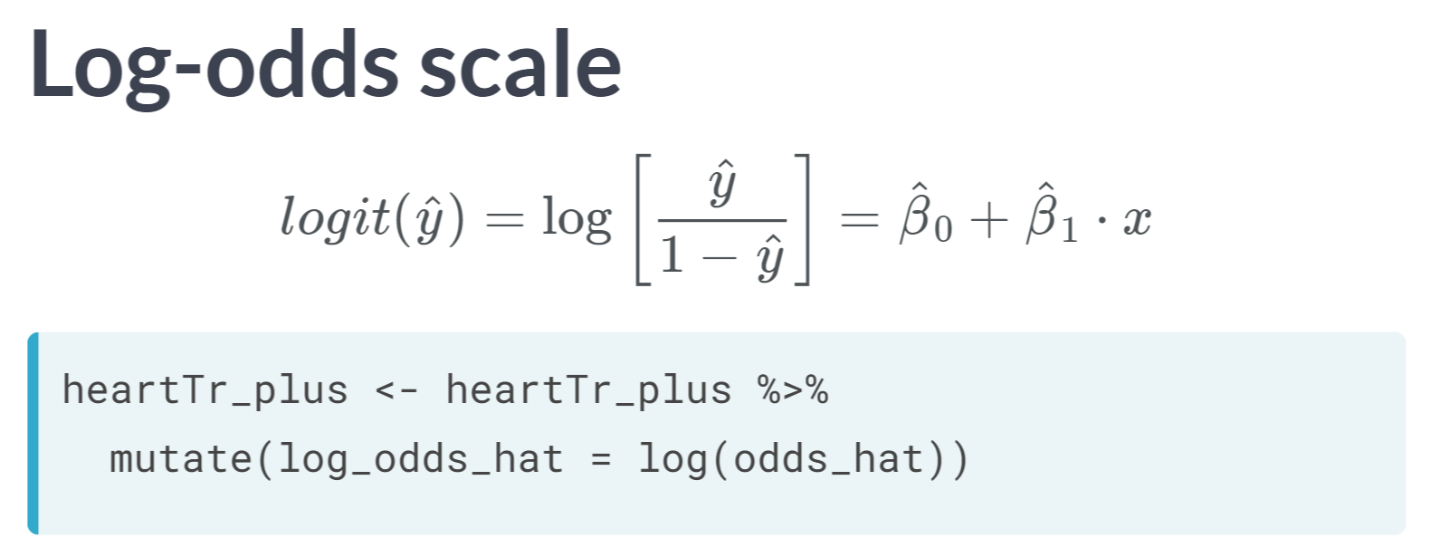 Log-odds scale
logit(ŷ) = log [ ŷ / (1 − ŷ) ] = β̂₀ + β̂₁ · x
heartTr_plus <- heartTr_plus %>%
  mutate(log_odds_hat = log(odds_hat))